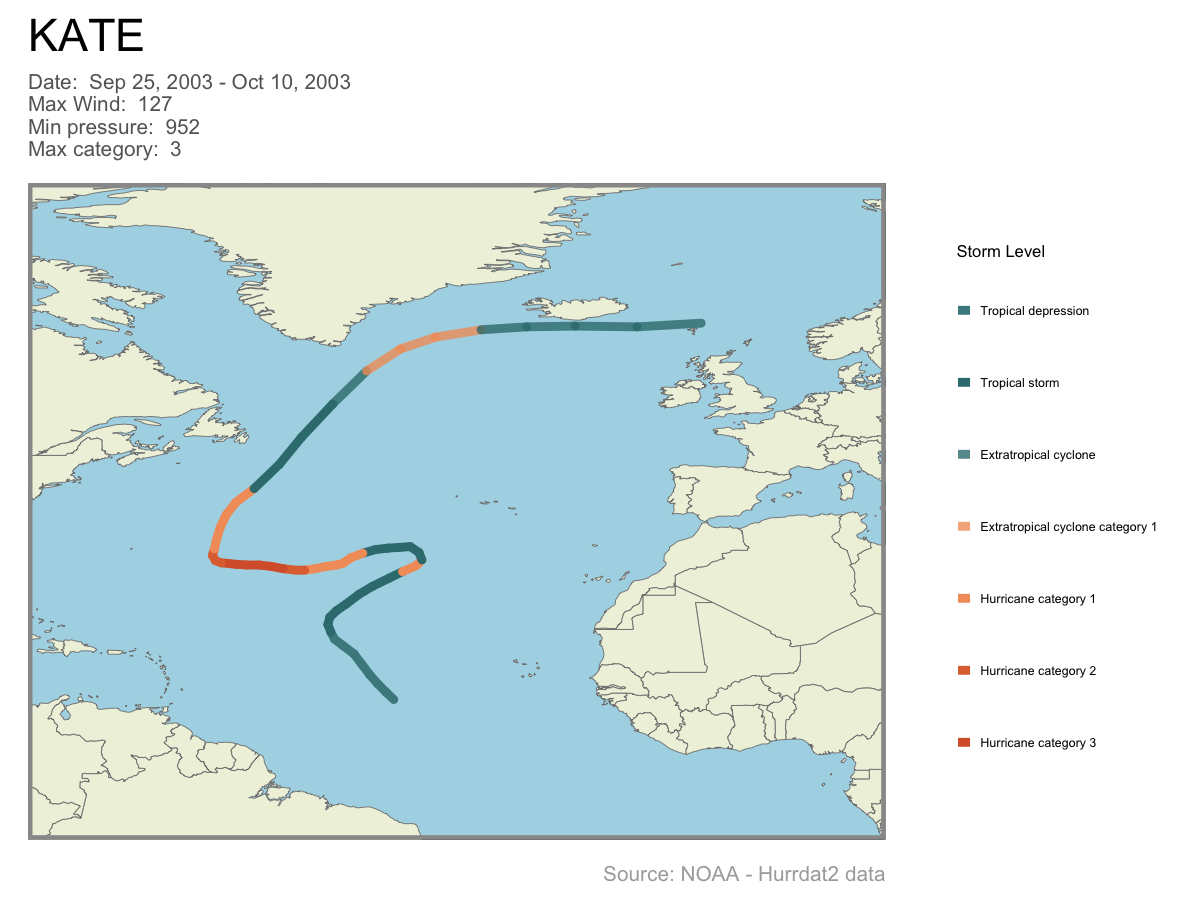 KATE
Date:  Sep 25, 2003 - Oct 10, 2003
Max Wind:  127
Min pressure:  952
Max category:  3
Storm Level
Tropical depression
Tropical storm
Extratropical cyclone
Extratropical cyclone category 1
Hurricane category 1
Hurricane category 2
Hurricane category 3
Source: NOAA - Hurrdat2 data